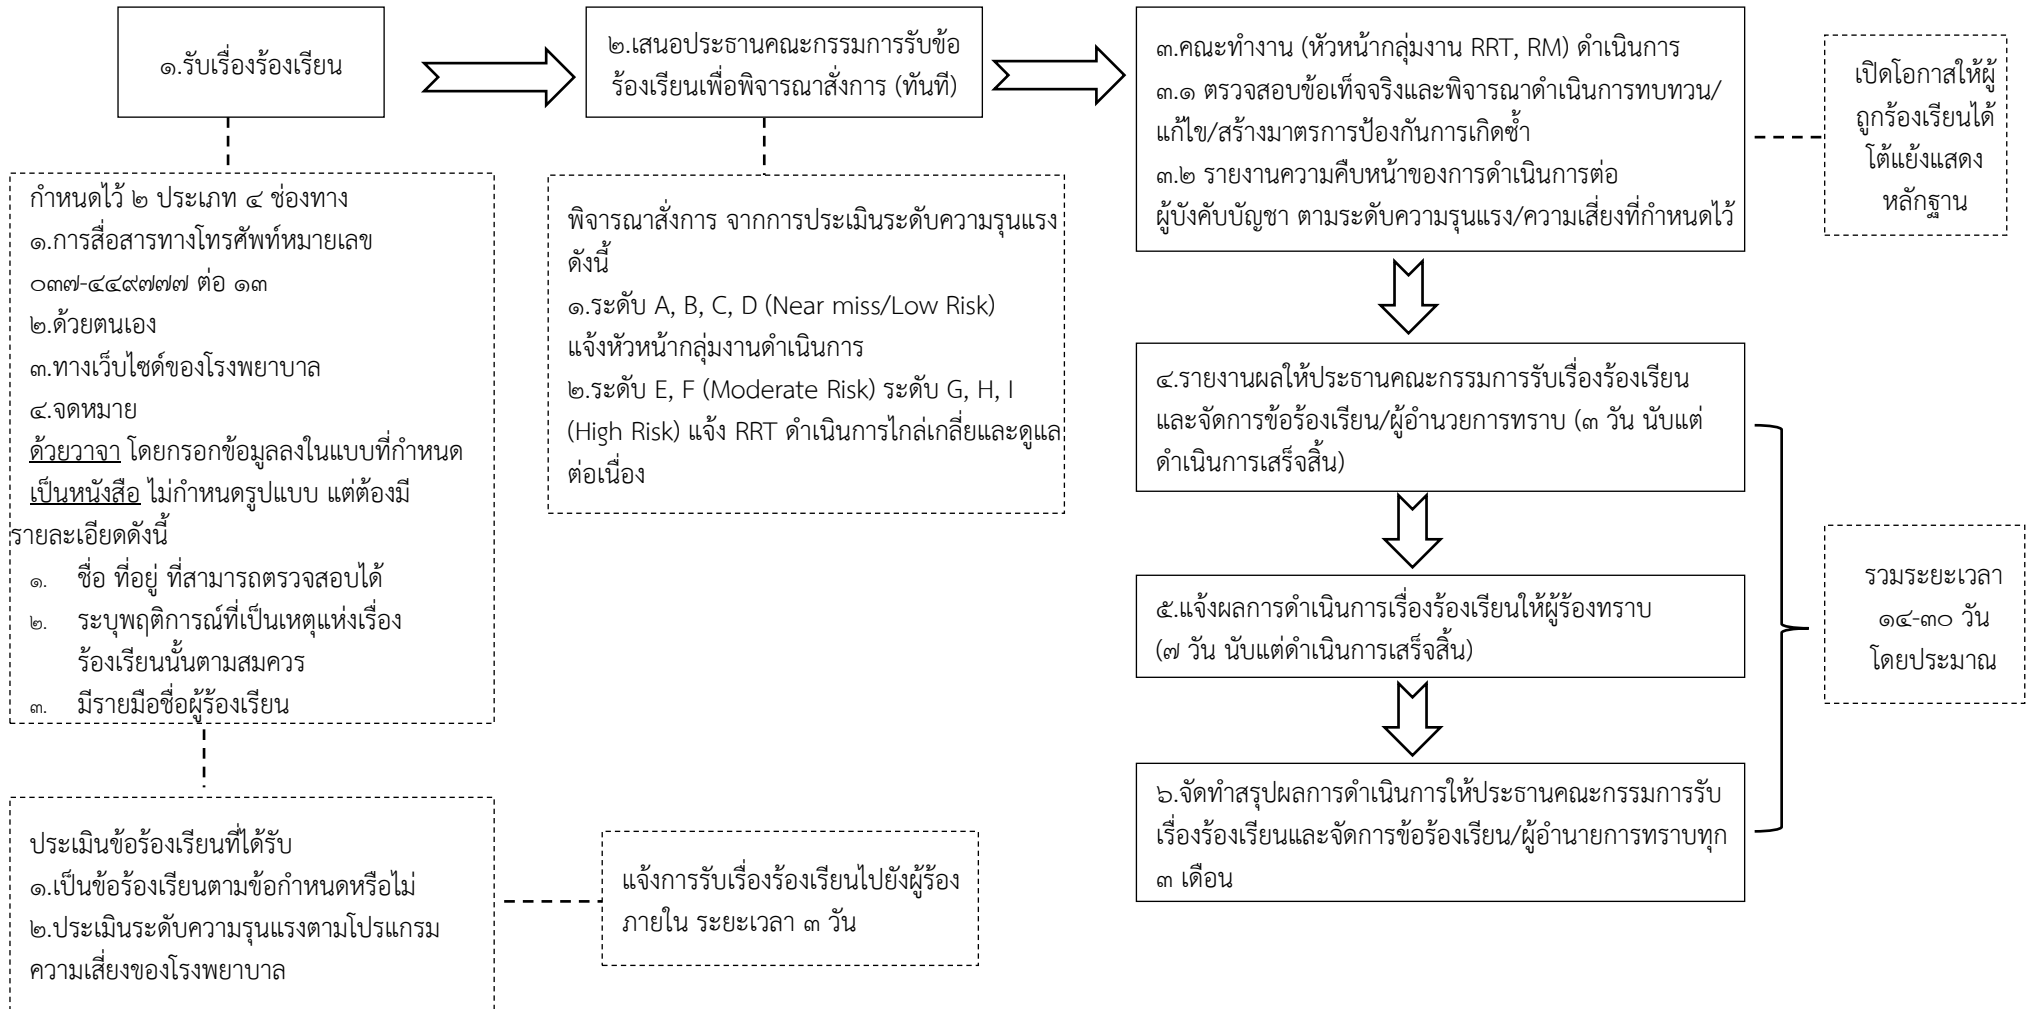 ๑.รับเรื่องร้องเรียน
๒.เสนอประธานคณะกรรมการรับข้อ
ร้องเรียนเพื่อพิจารณาสั่งการ (ทันที)
๓.คณะทำงาน (หัวหน้ากลุ่มงาน RRT, RM) ดำเนินการ
๓.๑ ตรวจสอบข้อเท็จจริงและพิจารณาดำเนินการทบทวน/
แก้ไข/สร้างมาตรการป้องกันการเกิดซ้ำ
๓.๒ รายงานความคืบหน้าของการดำเนินการต่อ
ผู้บังคับบัญชา ตามระดับความรุนแรง/ความเสี่ยงที่กำหนดไว้
เปิดโอกาสให้ผู้
ถูกร้องเรียนได้
โต้แย้งแสดง
หลักฐาน
กำหนดไว้ ๒ ประเภท ๔ ช่องทาง
๑.การสื่อสารทางโทรศัพท์หมายเลข
๐๓๗-๔๔๙๗๗๗ ต่อ ๑๓
๒.ด้วยตนเอง
๓.ทางเว็บไซด์ของโรงพยาบาล
๔.จดหมาย
ด้วยวาจา โดยกรอกข้อมูลลงในแบบที่กำหนด
เป็นหนังสือ ไม่กำหนดรูปแบบ แต่ต้องมี
รายละเอียดดังนี้
๑. ชื่อ ที่อยู่ ที่สามารถตรวจสอบได้
๒. ระบุพฤติการณ์ที่เป็นเหตุแห่งเรื่อง
ร้องเรียนนั้นตามสมควร
๓. มีรายมือชื่อผู้ร้องเรียน
พิจารณาสั่งการ จากการประเมินระดับความรุนแรง
ดังนี้
๑.ระดับ A, B, C, D (Near miss/Low Risk)
แจ้งหัวหน้ากลุ่มงานดำเนินการ
๒.ระดับ E, F (Moderate Risk) ระดับ G, H, I
(High Risk) แจ้ง RRT ดำเนินการไกล่เกลี่ยและดูแล
ต่อเนื่อง
๔.รายงานผลให้ประธานคณะกรรมการรับเรื่องร้องเรียน
และจัดการข้อร้องเรียน/ผู้อำนวยการทราบ (๓ วัน นับแต่
ดำเนินการเสร็จสิ้น)
๕.แจ้งผลการดำเนินการเรื่องร้องเรียนให้ผู้ร้องทราบ
(๗ วัน นับแต่ดำเนินการเสร็จสิ้น)
รวมระยะเวลา
๑๔-๓๐ วัน
โดยประมาณ
๖.จัดทำสรุปผลการดำเนินการให้ประธานคณะกรรมการรับ
เรื่องร้องเรียนและจัดการข้อร้องเรียน/ผู้อำนายการทราบทุก
๓ เดือน
ประเมินข้อร้องเรียนที่ได้รับ
๑.เป็นข้อร้องเรียนตามข้อกำหนดหรือไม่
๒.ประเมินระดับความรุนแรงตามโปรแกรม
ความเสี่ยงของโรงพยาบาล
แจ้งการรับเรื่องร้องเรียนไปยังผู้ร้อง
ภายใน ระยะเวลา ๓ วัน